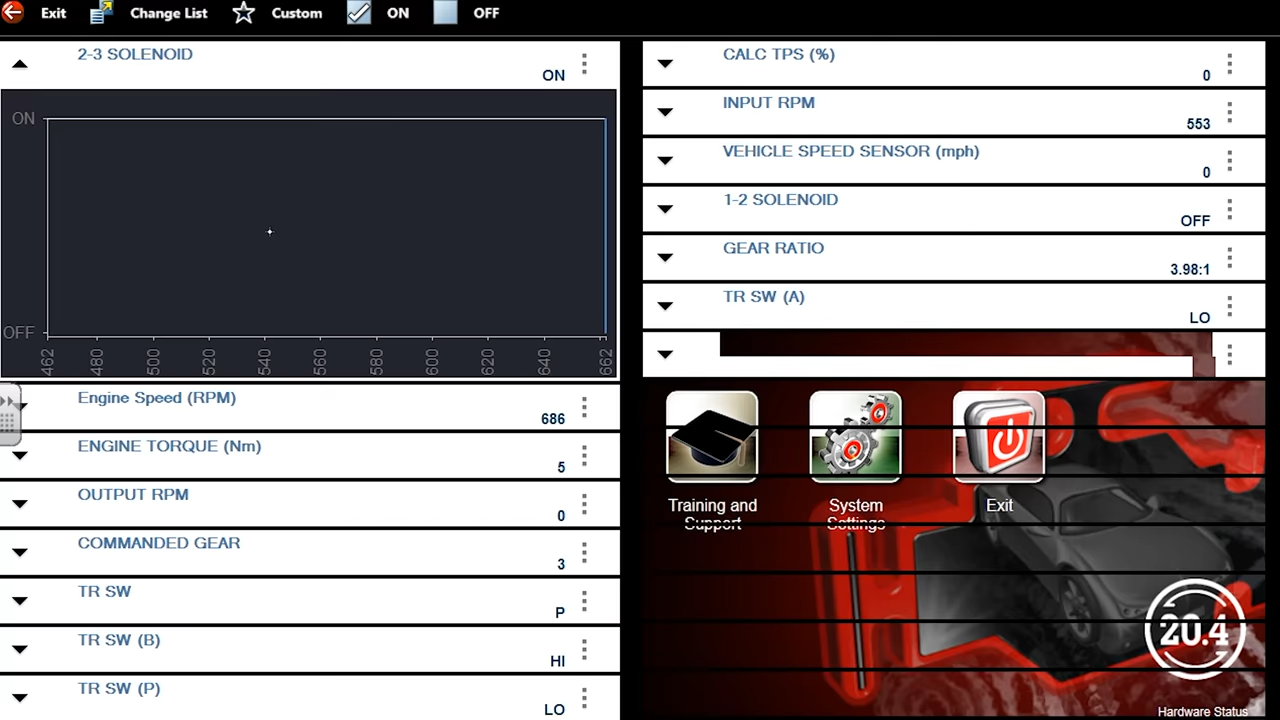 Exit Change List Custom ON OFF
2-3 SOLENOID
ON
ON
OFF
462 480 500 520 540 560 580 600 620 640 662
Engine Speed (RPM)
686
ENGINE TORQUE (Nm)
5
OUTPUT RPM
0
COMMANDED GEAR
3
TR SW
P
TR SW (B)
HI
TR SW (P)
LO
CALC TPS (%)
0
INPUT RPM
553
VEHICLE SPEED SENSOR (mph)
0
1-2 SOLENOID
OFF
GEAR RATIO
3.98:1
TR SW (A)
LO
Training and
Support
System
Settings
Exit
20.4
Hardware Status